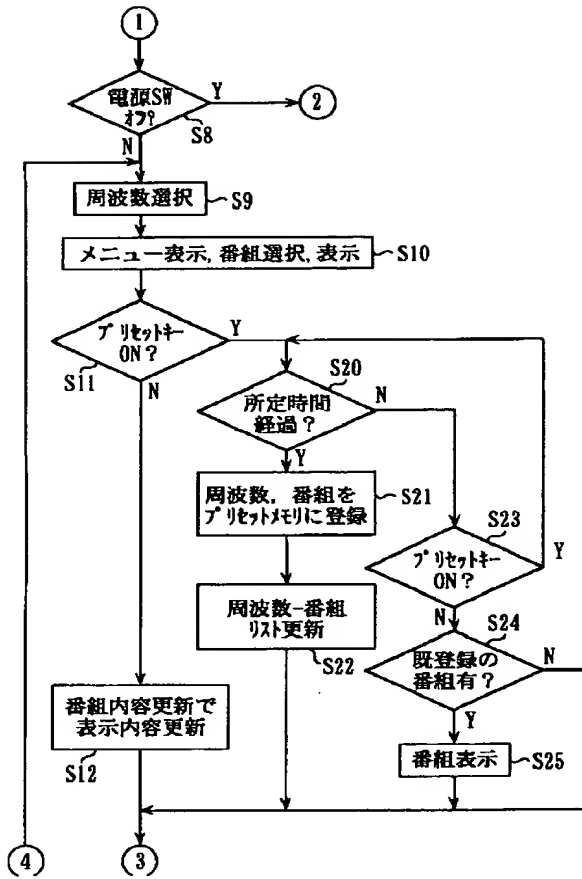 1
電源SW
オフ?
Y
2
S8
N
周波数選択
S9
メニュー表示, 番組選択, 表示
S10
プリセットキー
ON?
Y
S11
N
S20
所定時間
経過?
N
Y
周波数, 番組を
プリセットメモリに登録
S21
S23
プリセットキー
ON?
Y
N
周波数-番組
リスト更新
S22
S24
既登録の
番組有?
N
Y
番組内容更新で
表示内容更新
S12
番組表示
S25
4
3